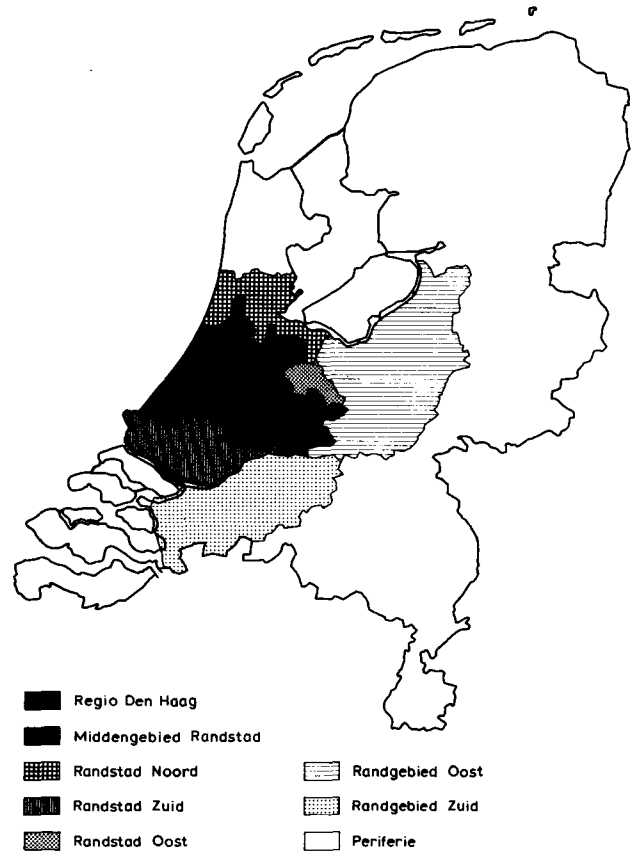 Regio Den Haag
Middengebied Randstad
Randstad Noord
Randstad Zuid
Randstad Oost
Randgebied Oost
Randgebied Zuid
Periferie